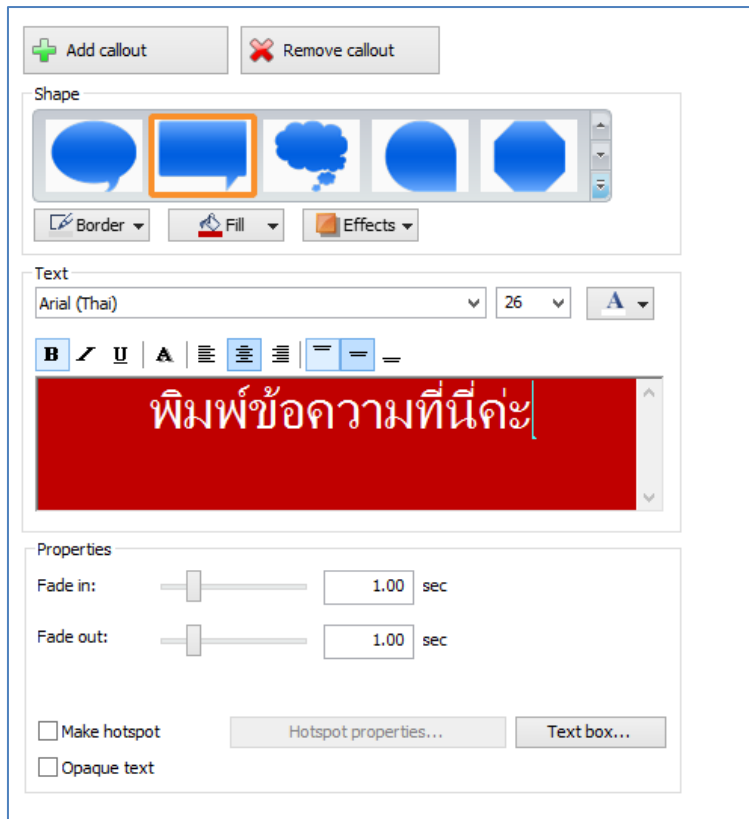 Add callout
Remove callout
Shape
Border
Fill
Effects
Text
Arial (Thai)
26
A
B I U A
พิมพ์ข้อความที่นี่ค่ะ
Properties
Fade in:
1.00 sec
Fade out:
1.00 sec
Make hotspot
Hotspot properties...
Text box...
Opaque text